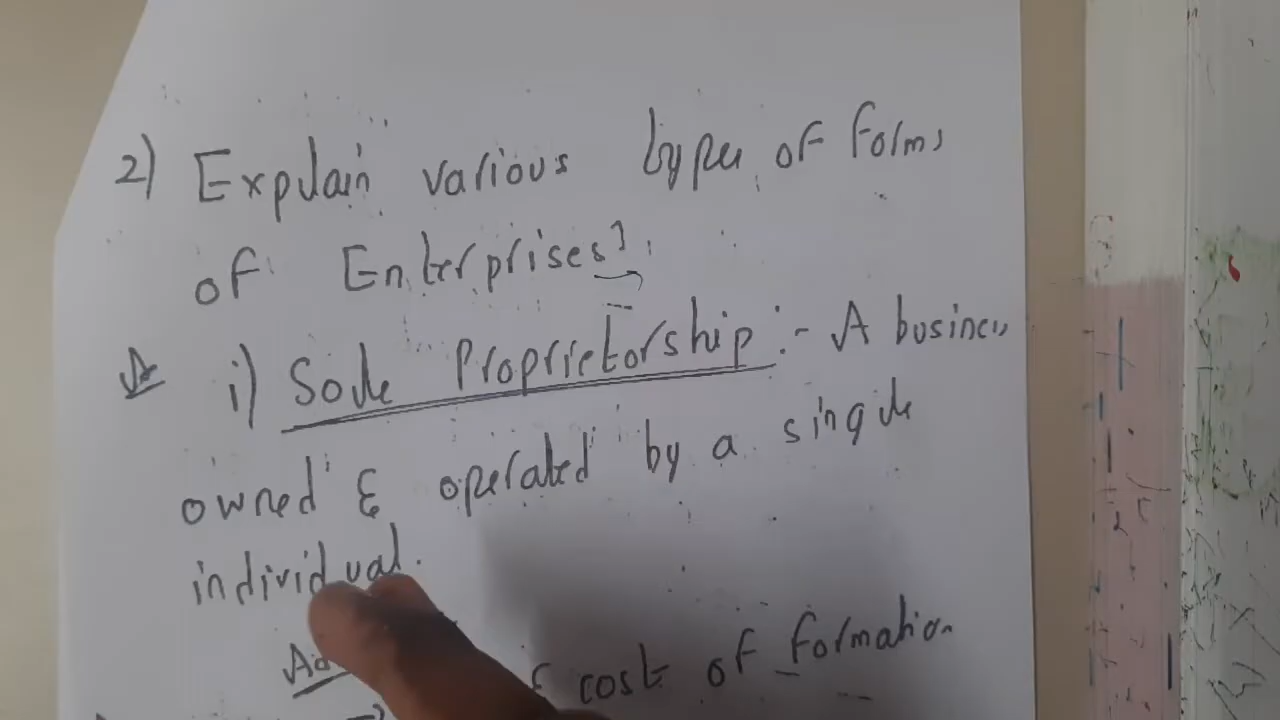 2) Explain various types of forms
of Enterprises?
A i) Sole Proprietorship :- A business
owned & operated by a single
individual.
cost of formation